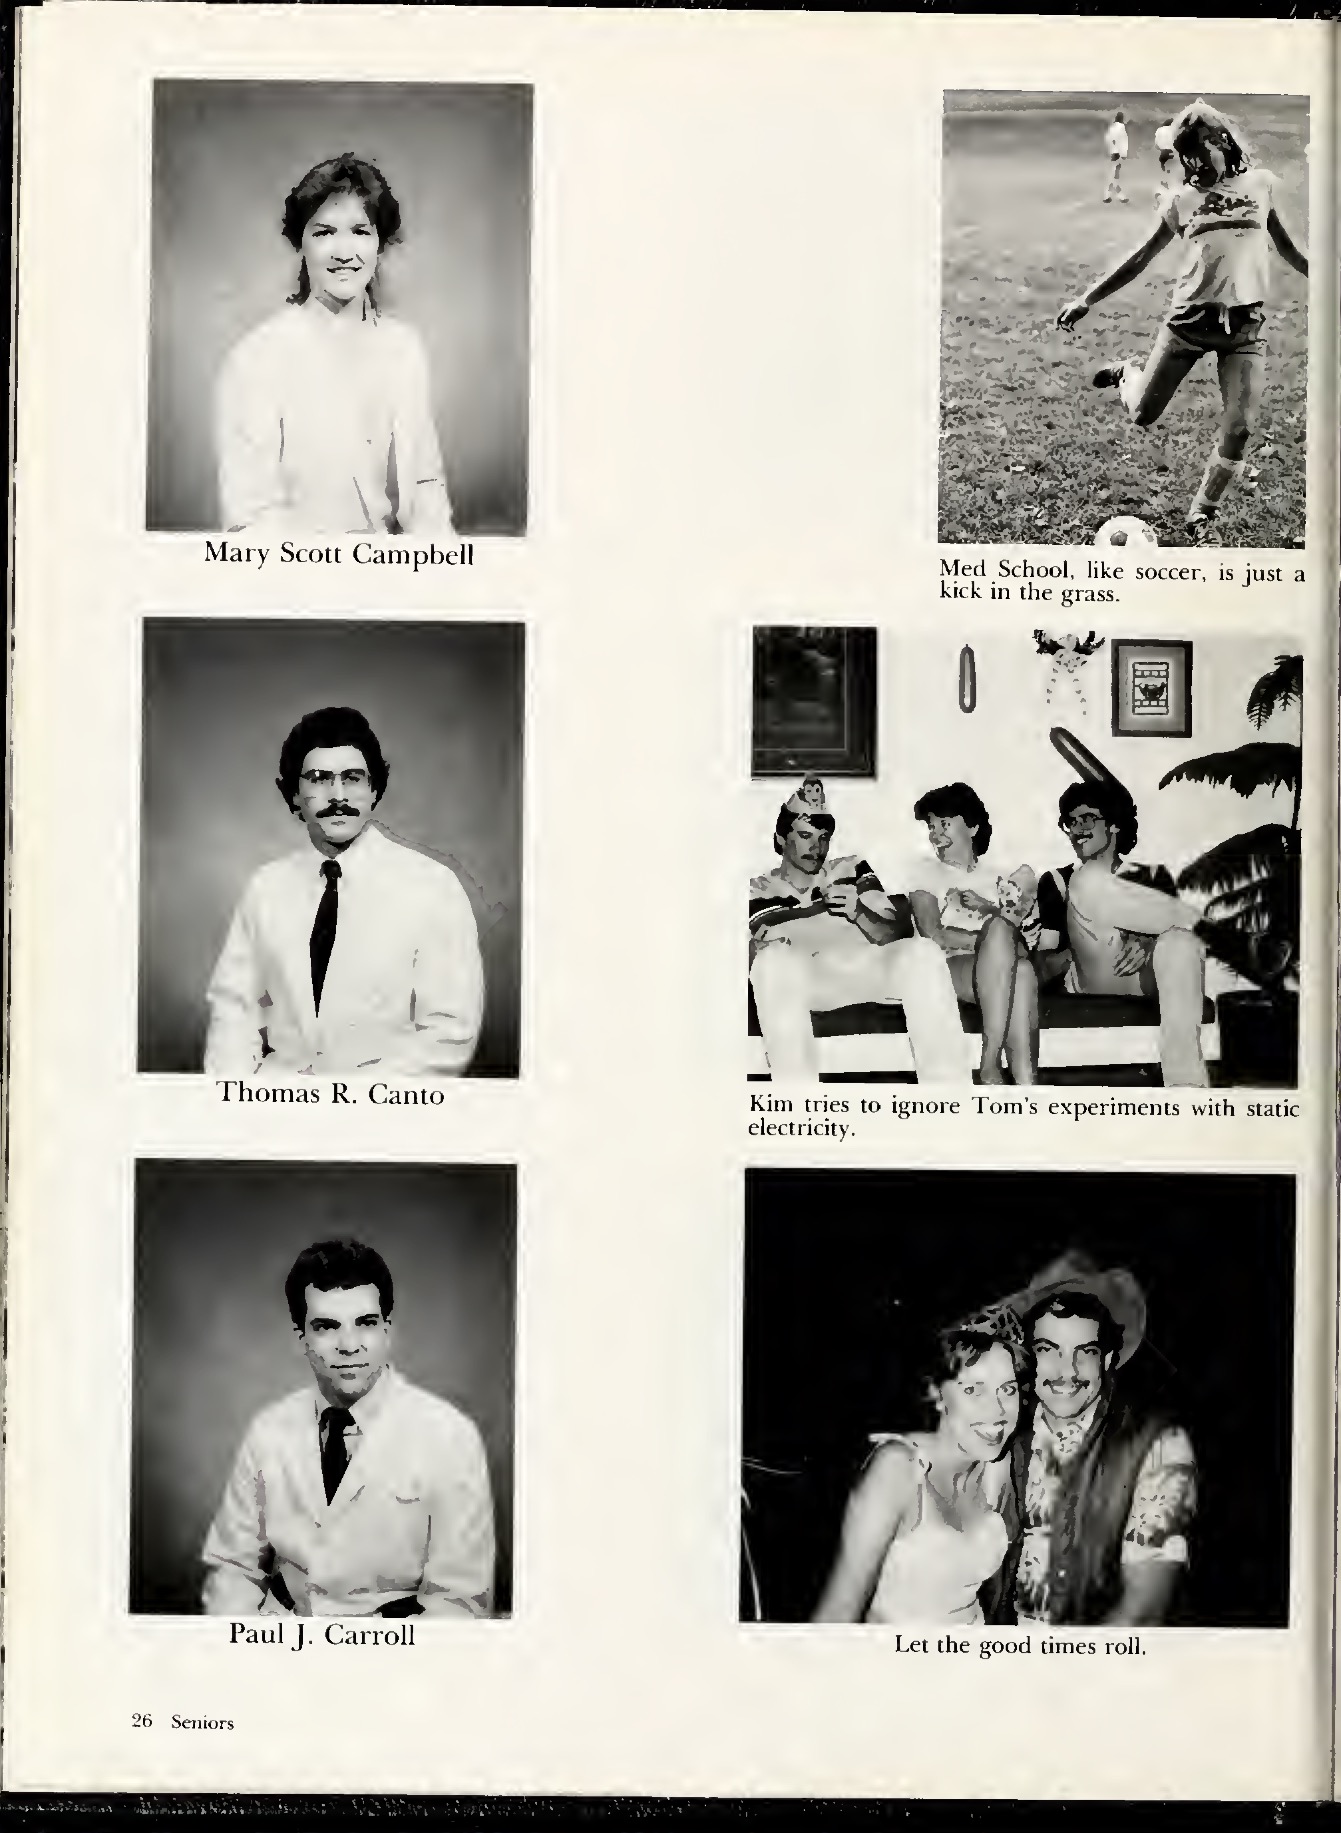 Mary Scott Campbell
Med School, like soccer, is just a
kick in the grass.
Thomas R. Canto
Kim tries to ignore Tom's experiments with static
electricity.
Paul J. Carroll
Let the good times roll.
26 Seniors